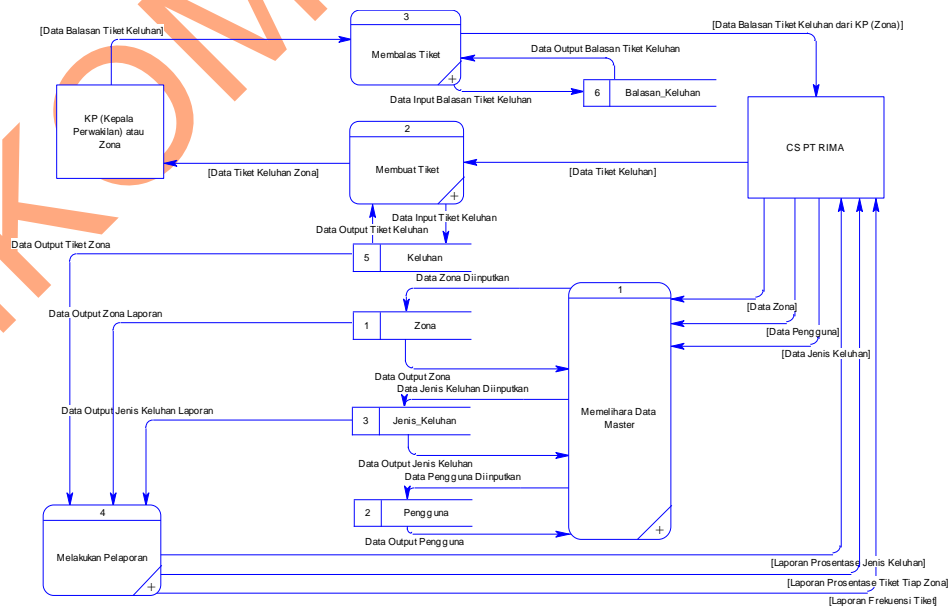 [Data Balasan Tiket Keluhan]
3
Membalas Tiket
+
[Data Balasan Tiket Keluhan dari KP (Zona)]
Data Output Balasan Tiket Keluhan
6 Balasan_Keluhan
Data Input Balasan Tiket Keluhan
KP (Kepala
Perwakilan) atau
Zona
2
Membuat Tiket
+
CS PT RIMA
[Data Tiket Keluhan Zona]
[Data Tiket Keluhan]
Data Input Tiket Keluhan
Data Output Tiket Keluhan
Data Output Tiket Zona
5 Keluhan
Data Zona Diinputkan
1
Memelihara Data
Master
+
[Data Zona]
[Data Pengguna]
[Data Jenis Keluhan]
Data Output Zona Laporan
1 Zona
Data Output Zona
Data Jenis Keluhan Diinputkan
Data Output Jenis Keluhan Laporan
3 Jenis_Keluhan
Data Output Jenis Keluhan
Data Pengguna Diinputkan
2 Pengguna
Data Output Pengguna
4
Melakukan Pelaporan
+
[Laporan Prosentase Jenis Keluhan]
[Laporan Prosentase Tiket Tiap Zona]
[Laporan Frekuensi Tiket]
IKOM